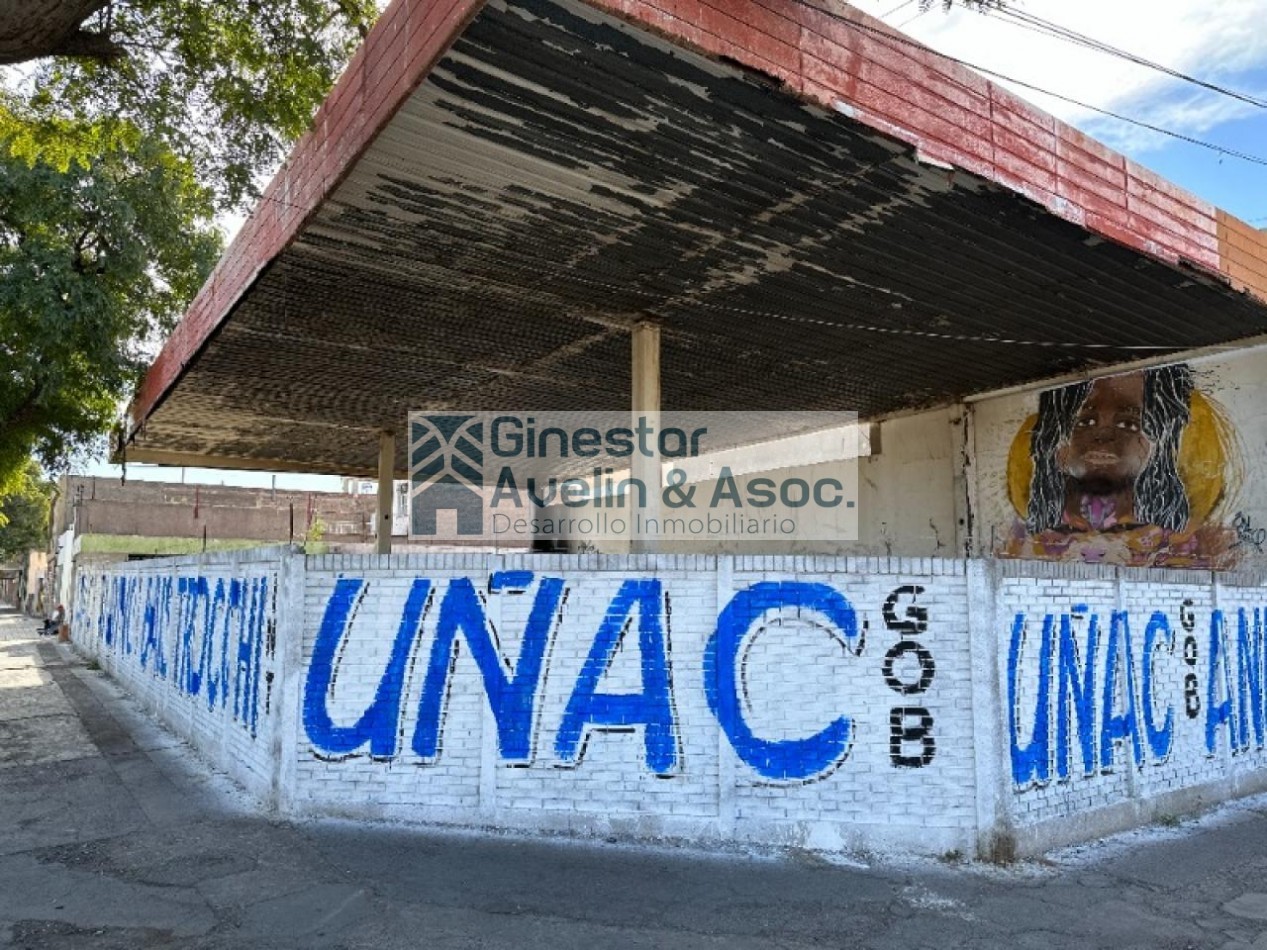 Ginestar
Avelin & Asoc.
Desarrollo Inmobiliario
UÑAC
GOB
UÑAC
GOB